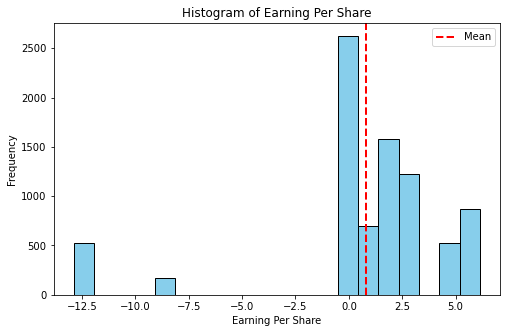 Histogram of Earning Per Share
Mean
Frequency
2500
2000
1500
1000
500
0
−12.5 −10.0 −7.5 −5.0 −2.5 0.0 2.5 5.0
Earning Per Share